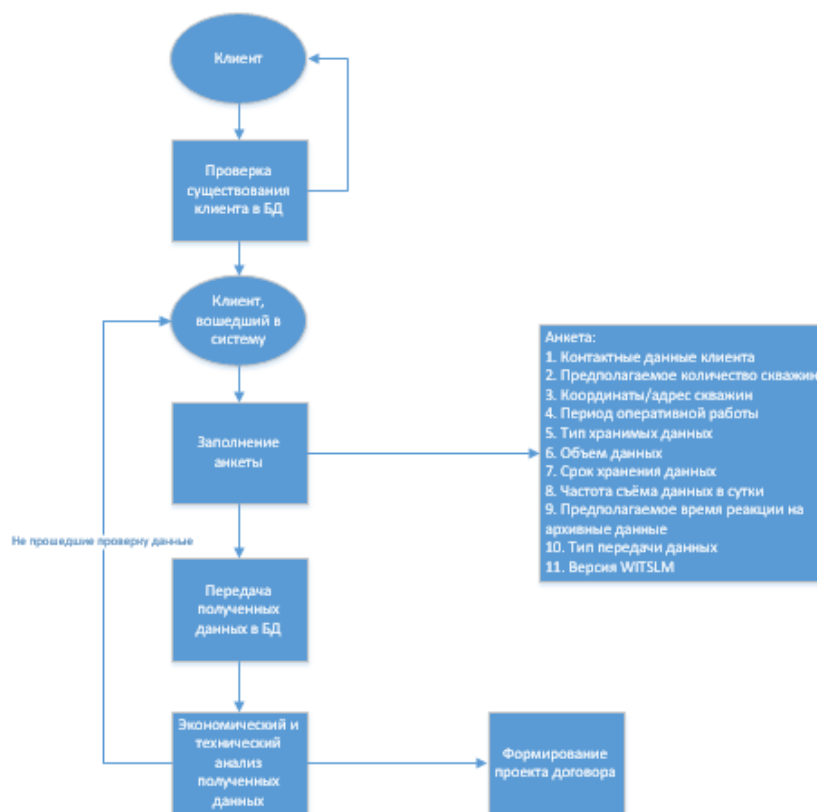 Клиент
Проверка
существования
клиента в БД
Клиент,
вошедший в
систему
Заполнение
анкеты
Анкета:
1. Контактные данные клиента
2. Предполагаемое количество скважин
3. Координаты/адрес скважин
4. Период оперативной работы
5. Тип хранимых данных
6. Объем данных
7. Срок хранения данных
8. Частота съёма данных в сутки
9. Предполагаемое время реакции на
архивные данные
10. Тип передачи данных
11. Версия WITSLM
Не прошедшие проверку данные
Передача
полученных
данных в БД
Экономический и
технический
анализ
полученных
данных
Формирование
проекта договора